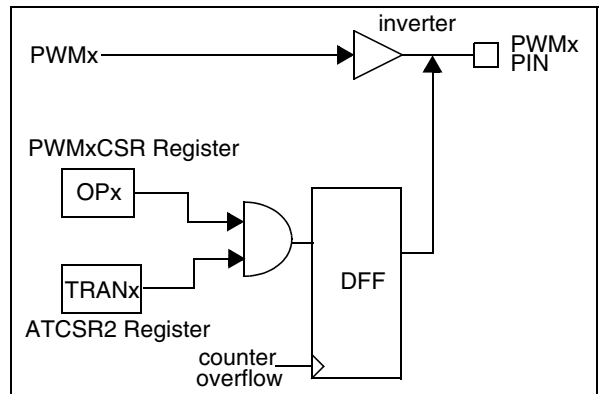 inverter
PWMx
PWMx
PIN
PWMxCSR Register
OPx
TRANx
DFF
ATCSR2 Register
counter
overflow